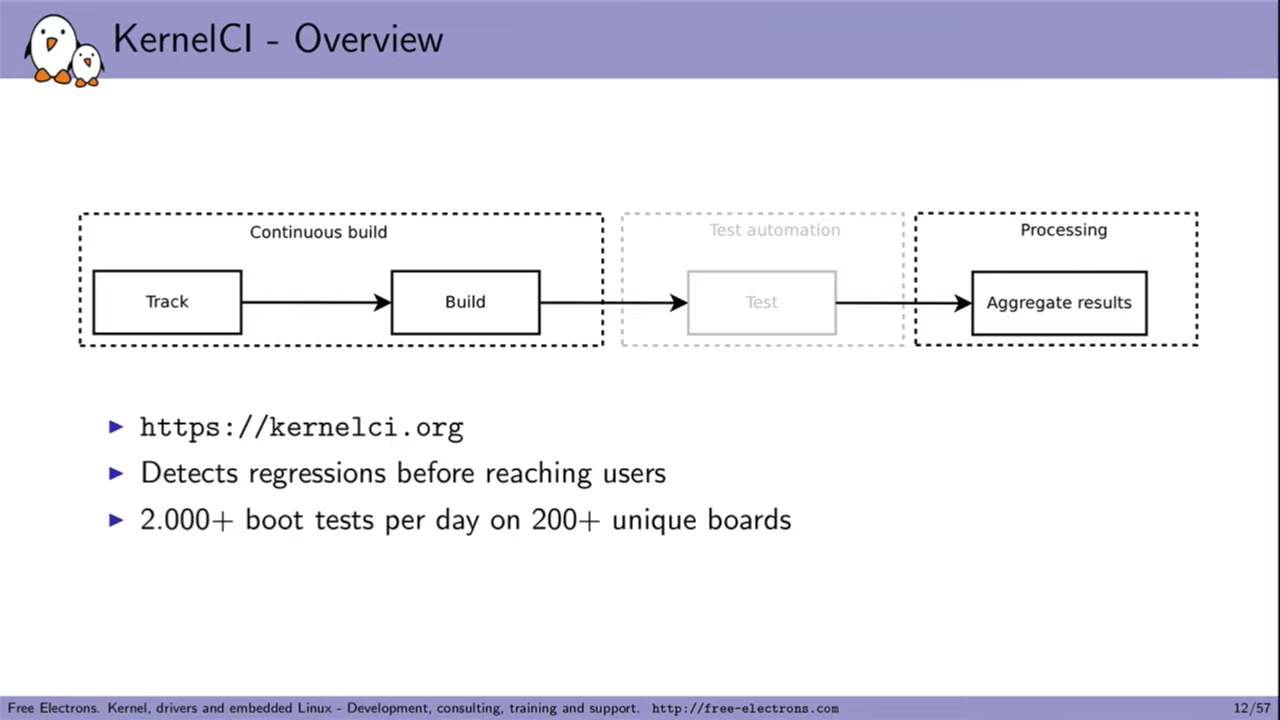 KernelCI - Overview
Continuous build
Test automation
Processing
Track
Build
Test
Aggregate results
https://kernelci.org
Detects regressions before reaching users
2.000+ boot tests per day on 200+ unique boards
Free Electrons. Kernel, drivers and embedded Linux - Development, consulting, training and support. http://free-electrons.com
12/57